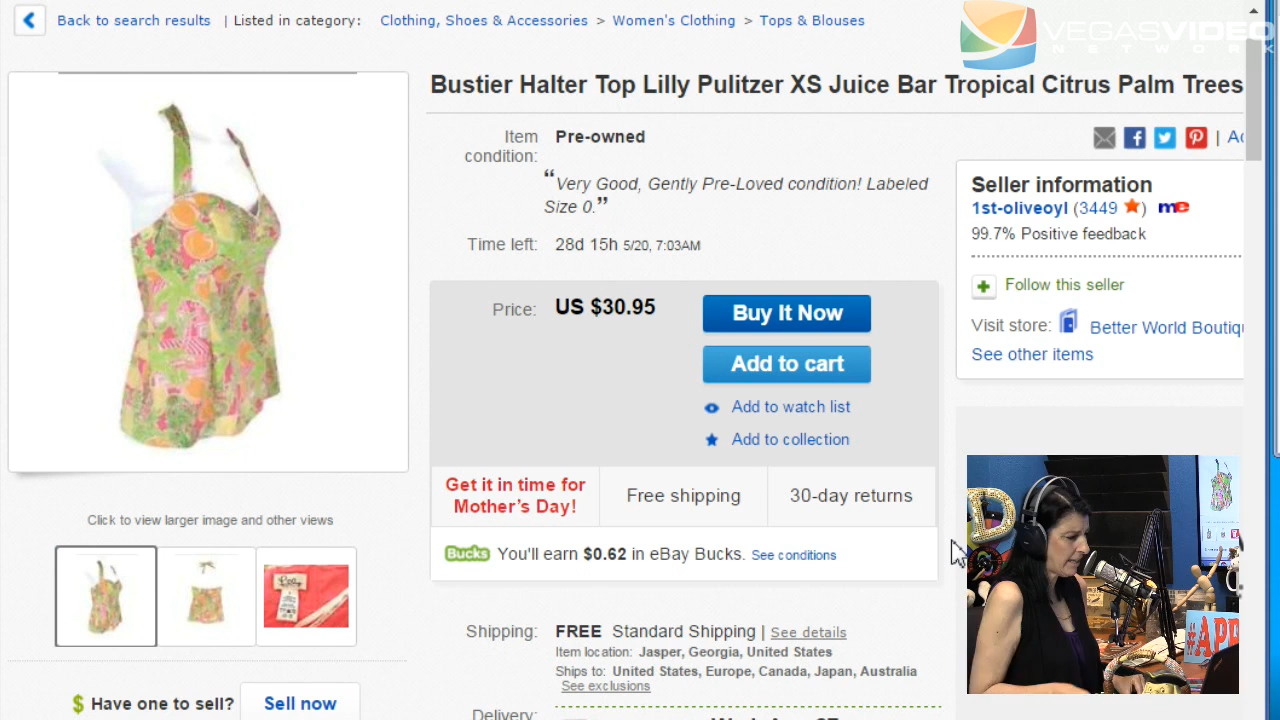 Back to search results | Listed in category: Clothing, Shoes & Accessories > Women's Clothing > Tops & Blouses
VEGASVIDEO
NETWORK
Bustier Halter Top Lilly Pulitzer XS Juice Bar Tropical Citrus Palm Trees
Item condition: Pre-owned
“Very Good, Gently Pre-Loved condition! Labeled
Size 0.”
Time left: 28d 15h 5/20, 7:03AM
Price: US $30.95
Buy It Now
Add to cart
Add to watch list
Add to collection
Get it in time for
Mother's Day!
Free shipping
30-day returns
Bucks You'll earn $0.62 in eBay Bucks. See conditions
Shipping: FREE Standard Shipping | See details
Item location: Jasper, Georgia, United States
Ships to: United States, Europe, Canada, Japan, Australia
See exclusions
Delivery:
| Ad
Seller information
1st-oliveoyl (3449 ) me
99.7% Positive feedback
Follow this seller
Visit store: Better World Boutiqu
See other items
Click to view larger image and other views
$ Have one to sell? Sell now
D
#APR